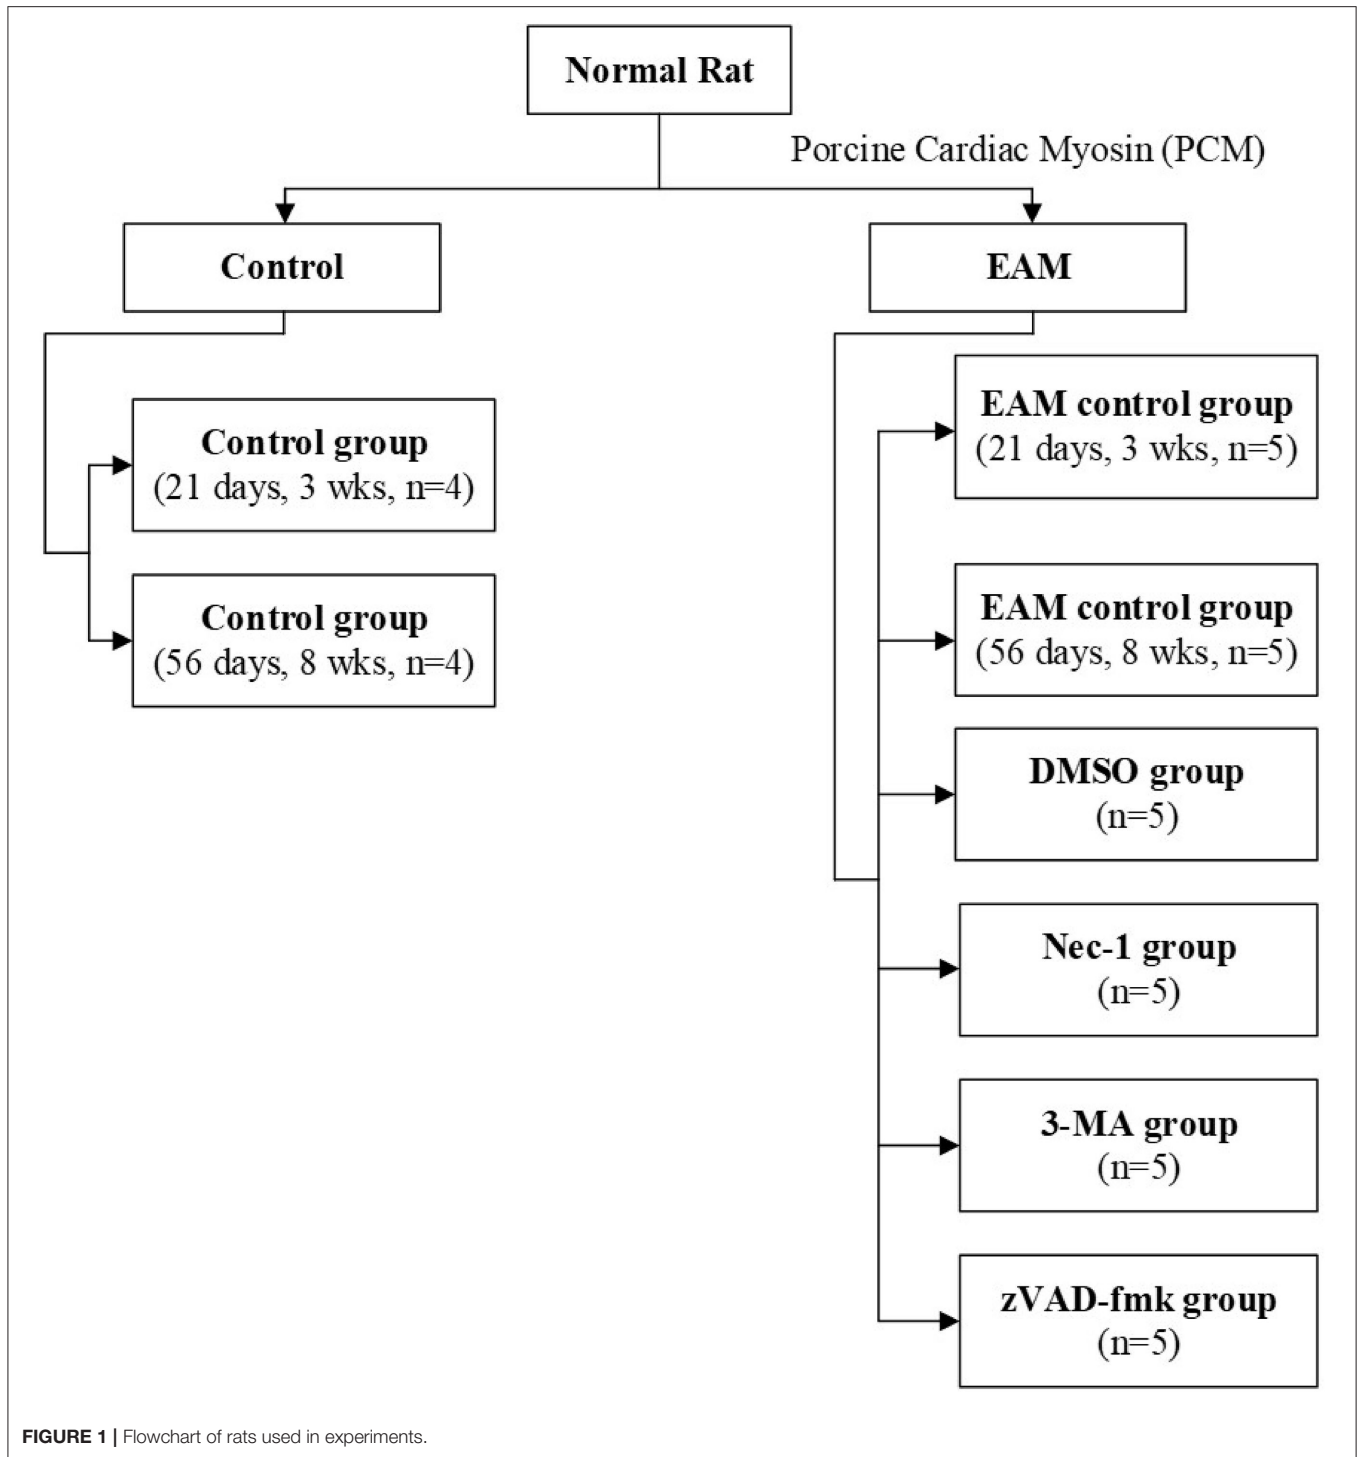 Normal Rat
Porcine Cardiac Myosin (PCM)
Control
EAM
Control group
(21 days, 3 wks, n=4)
Control group
(56 days, 8 wks, n=4)
EAM control group
(21 days, 3 wks, n=5)
EAM control group
(56 days, 8 wks, n=5)
DMSO group
(n=5)
Nec-1 group
(n=5)
3-MA group
(n=5)
zVAD-fmk group
(n=5)
FIGURE 1 | Flowchart of rats used in experiments.